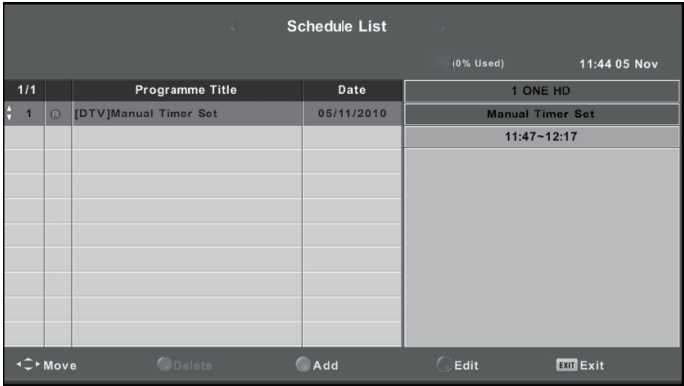 Schedule List
(0% Used) 11:44 05 Nov
1/1 Programme Title Date 1 ONE HD
1 R [DTV]Manual Timer Set 05/11/2010 Manual Timer Set
11:47~12:17
Move Delete Add Edit EXIT Exit